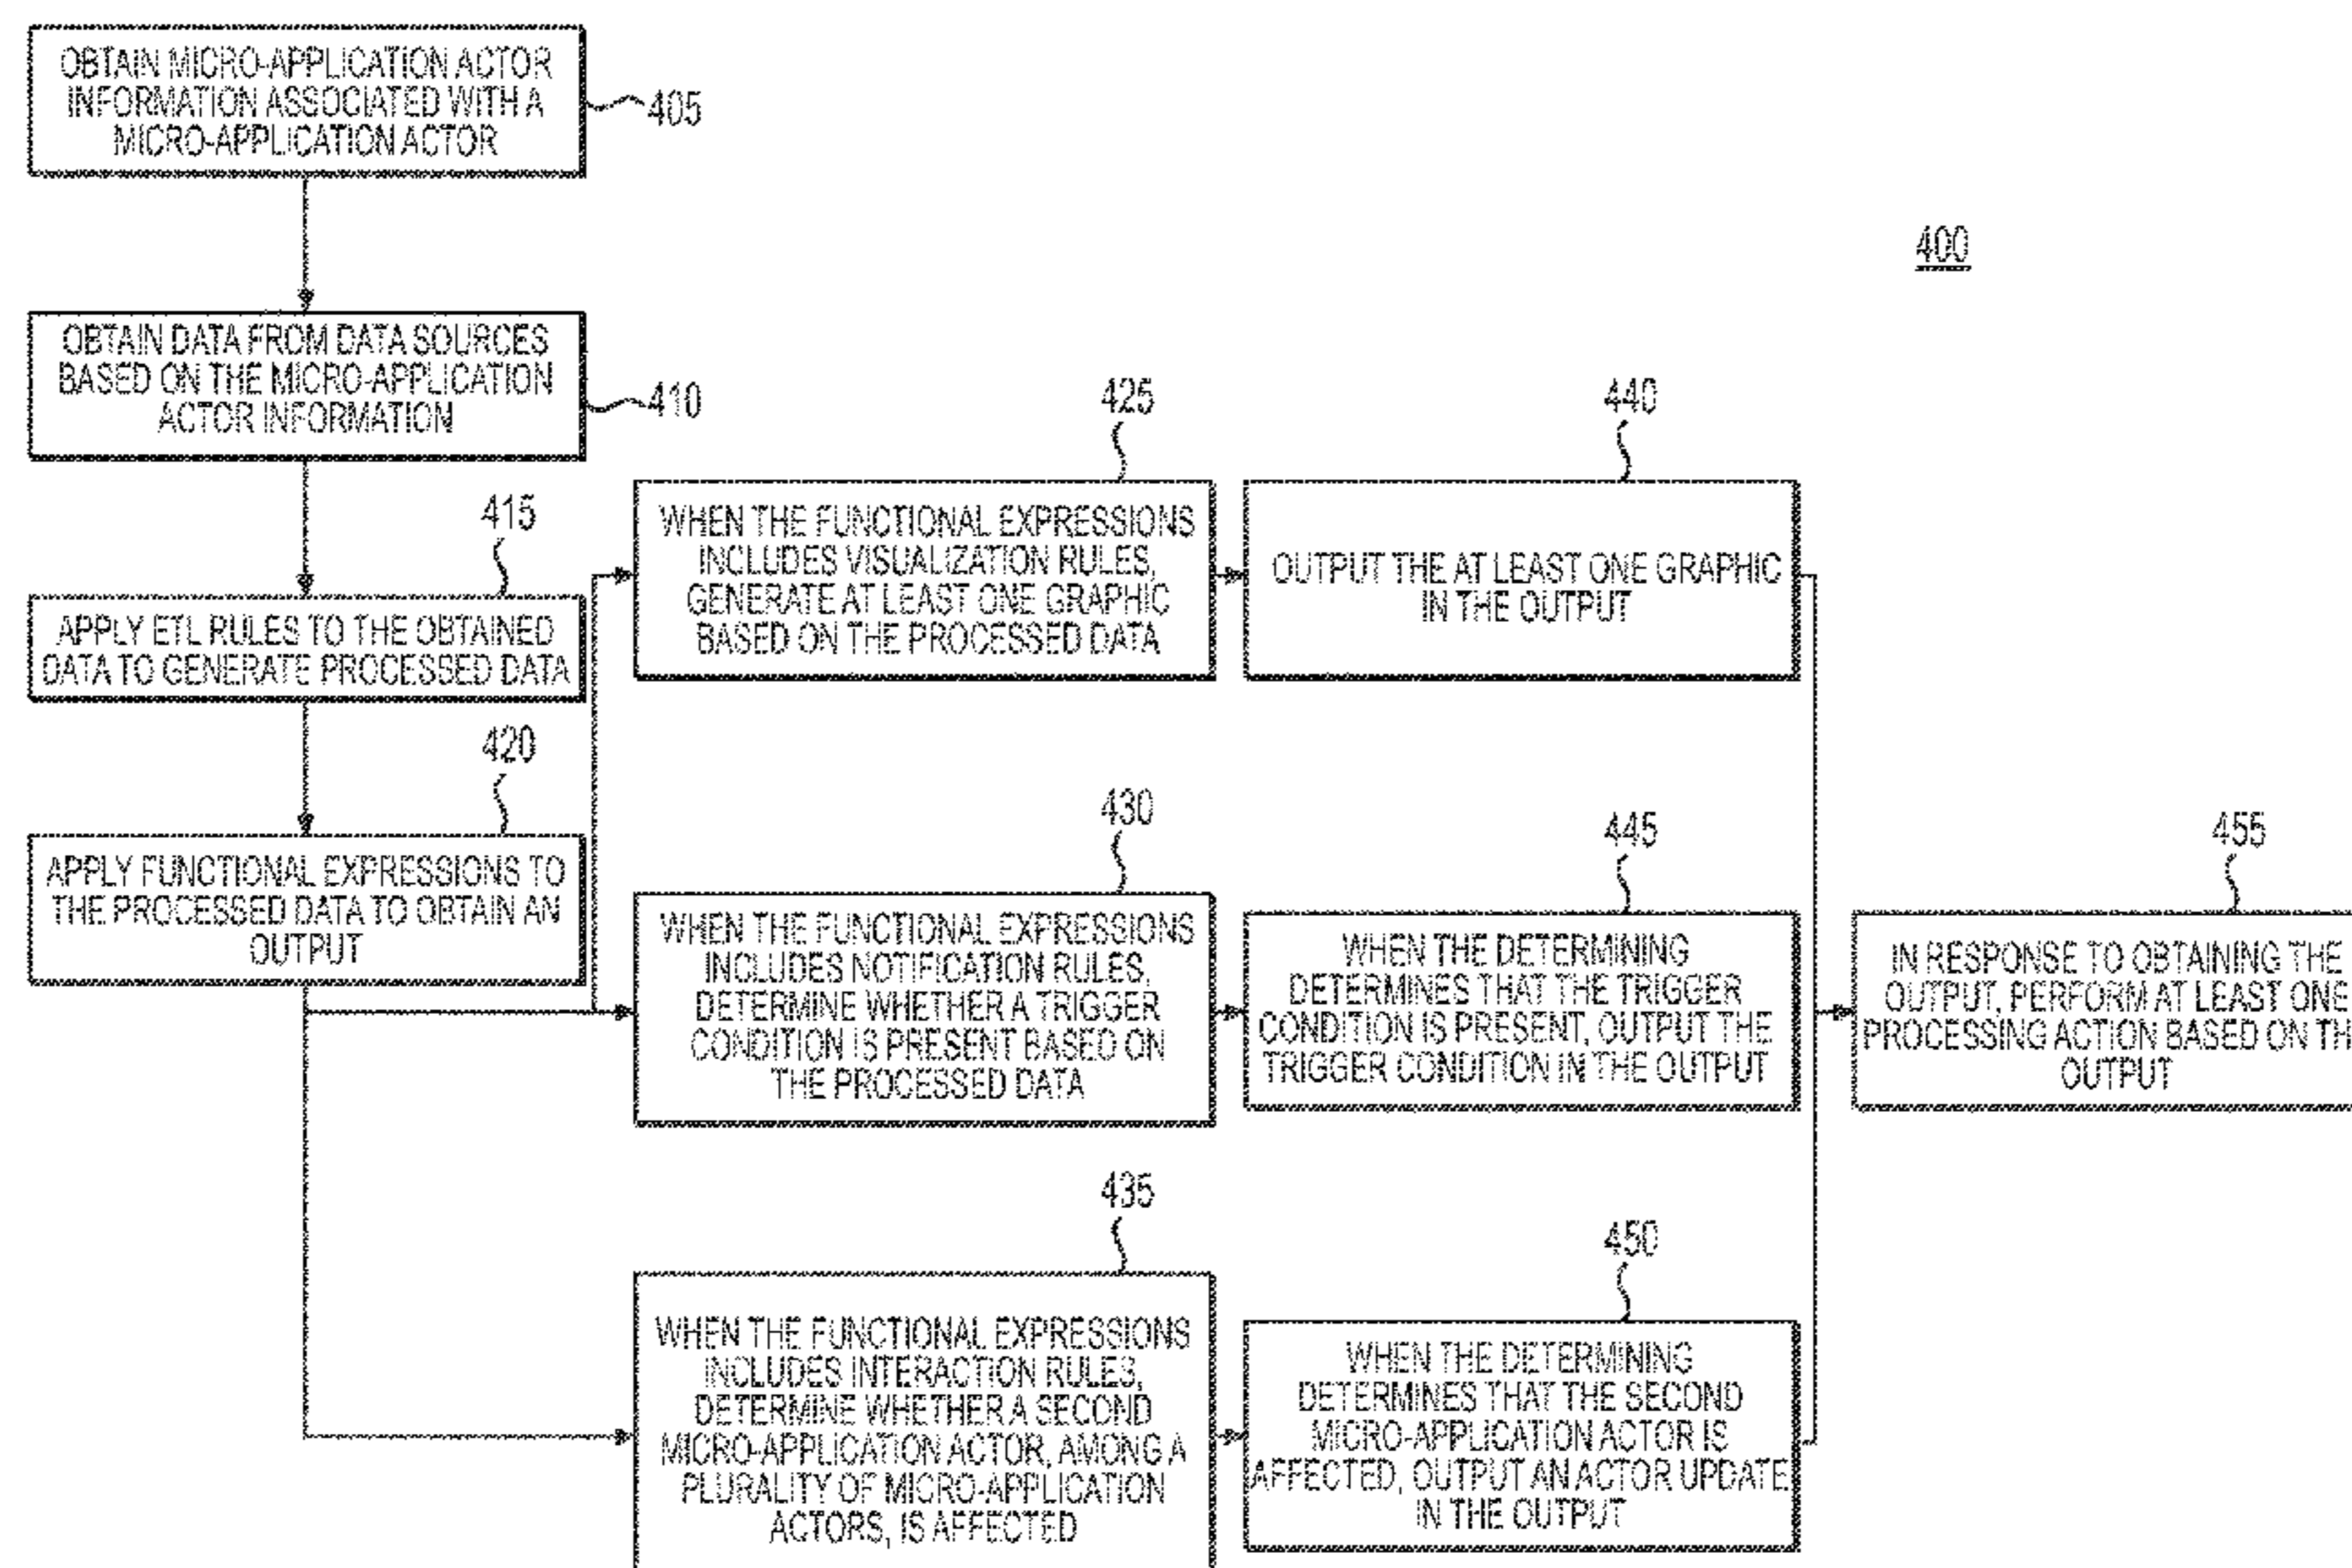 OBTAIN MICRO-APPLICATION ACTOR
INFORMATION ASSOCIATED WITH A
MICRO-APPLICATION ACTOR
405
400
OBTAIN DATA FROM DATA SOURCES
BASED ON THE MICRO-APPLICATION
ACTOR INFORMATION
410
415
APPLY ETL RULES TO THE OBTAINED
DATA TO GENERATE PROCESSED DATA
420
APPLY FUNCTIONAL EXPRESSIONS TO
THE PROCESSED DATA TO OBTAIN AN
OUTPUT
425
WHEN THE FUNCTIONAL EXPRESSIONS
INCLUDES VISUALIZATION RULES,
GENERATE AT LEAST ONE GRAPHIC
BASED ON THE PROCESSED DATA
440
OUTPUT THE AT LEAST ONE GRAPHIC
IN THE OUTPUT
430
WHEN THE FUNCTIONAL EXPRESSIONS
INCLUDES NOTIFICATION RULES,
DETERMINE WHETHER A TRIGGER
CONDITION IS PRESENT BASED ON
THE PROCESSED DATA
445
WHEN THE DETERMINING
DETERMINES THAT THE TRIGGER
CONDITION IS PRESENT, OUTPUT THE
TRIGGER CONDITION IN THE OUTPUT
435
WHEN THE FUNCTIONAL EXPRESSIONS
INCLUDES INTERACTION RULES,
DETERMINE WHETHER A SECOND
MICRO-APPLICATION ACTOR, AMONG A
PLURALITY OF MICRO-APPLICATION
ACTORS, IS AFFECTED
450
WHEN THE DETERMINING
DETERMINES THAT THE SECOND
MICRO-APPLICATION ACTOR IS
AFFECTED, OUTPUT AN ACTOR UPDATE
IN THE OUTPUT
455
IN RESPONSE TO OBTAINING THE
OUTPUT, PERFORM AT LEAST ONE
PROCESSING ACTION BASED ON TH
OUTPUT